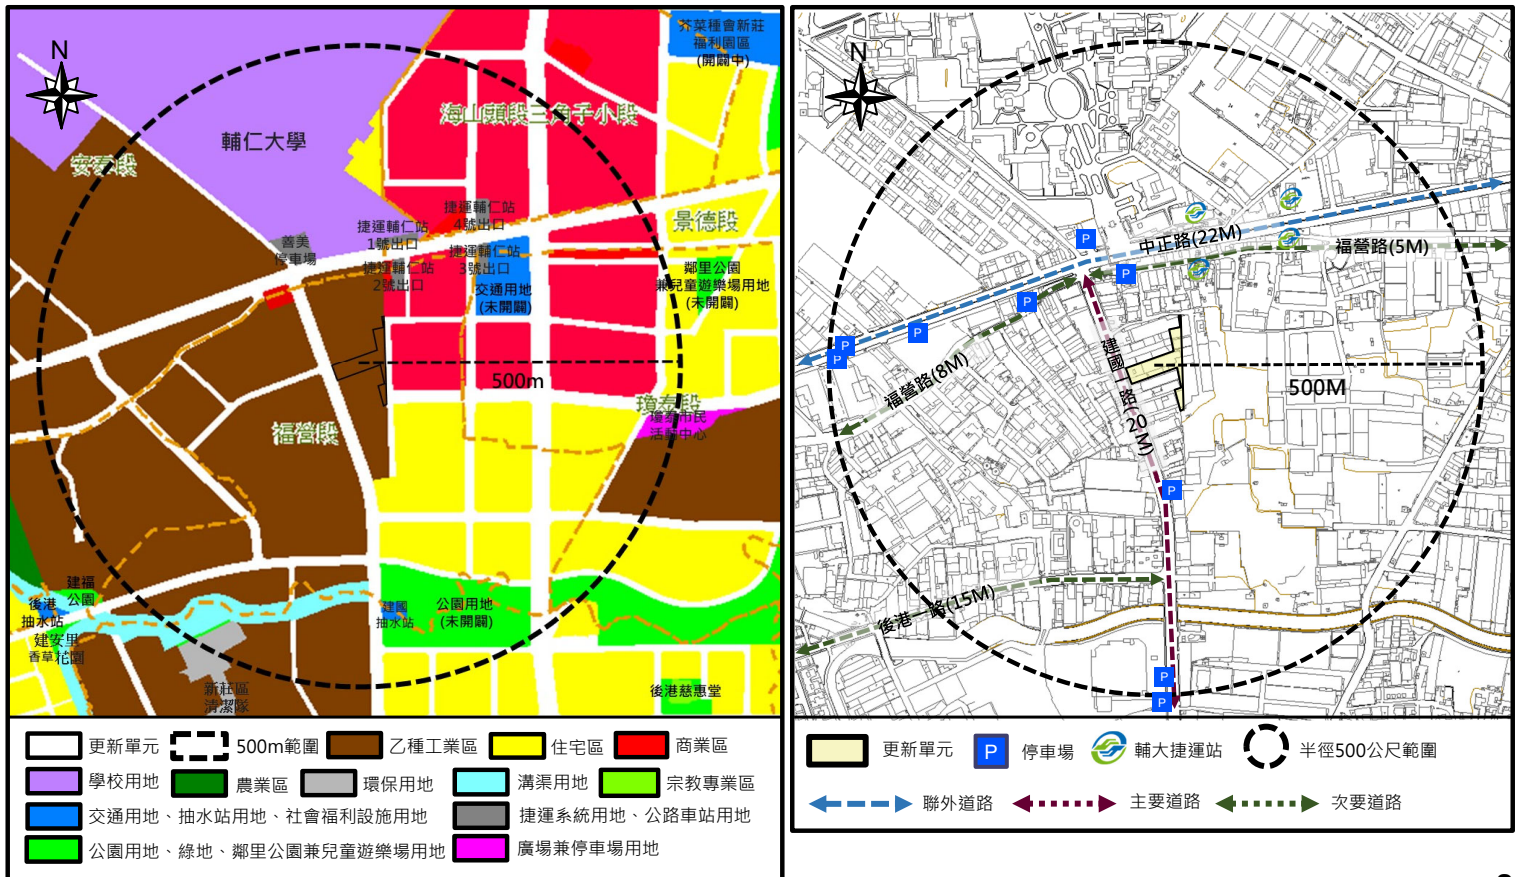 N
芥菜種會新莊
福利園區
(開闢中)
海山頭段三角子小段
輔仁大學
安泰段
捷運輔仁站
4號出口
捷運輔仁站
1號出口
景德段
善美
停車場
捷運輔仁站
3號出口
捷運輔仁站
2號出口
鄰里公園
兼兒童遊樂場用地
(未開闢)
交通用地
(未開闢)
500m
瓊泰段
瓊泰市民
活動中心
福營段
建福
公園
後港
抽水站
建國
抽水站
公園用地
(未開闢)
建安里
香草花園
新莊區
清潔隊
後港慈惠堂
更新單元
500m範圍
乙種工業區
住宅區
商業區
學校用地
農業區
環保用地
溝渠用地
宗教專業區
交通用地、抽水站用地、社會福利設施用地
捷運系統用地、公路車站用地
公園用地、綠地、鄰里公園兼兒童遊樂場用地
廣場兼停車場用地
N
中正路(22M)
福營路(5M)
P
P
P
P
P
P
福營路(8M)
建國一路(20M)
500M
P
後港一路(15M)
P
P
更新單元
P
停車場
輔大捷運站
半徑500公尺範圍
聯外道路
主要道路
次要道路